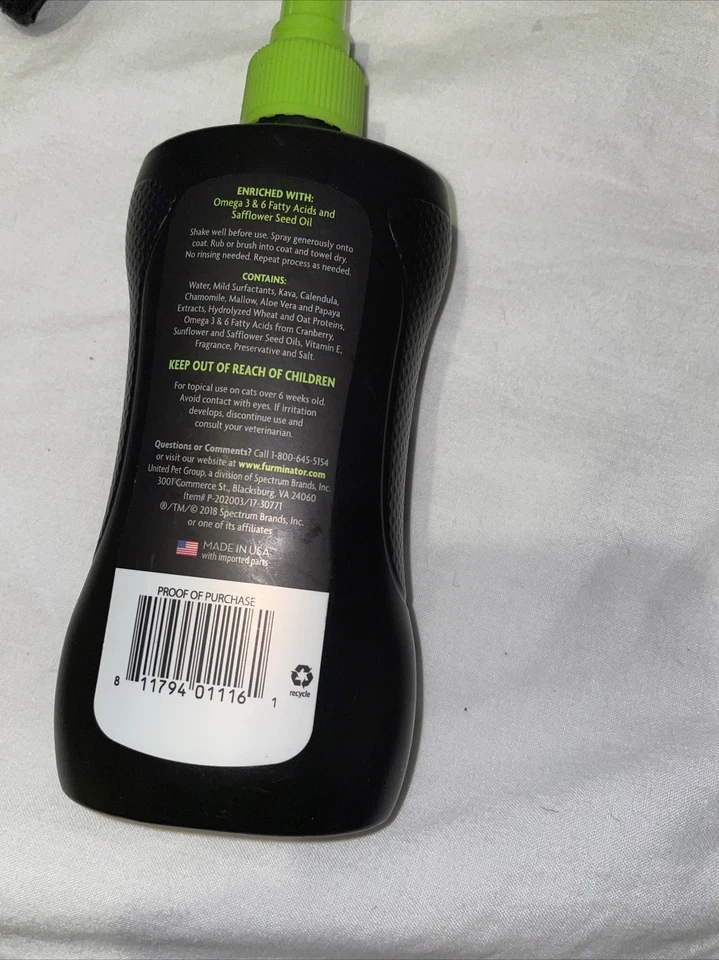 ENRICHED WITH:
Omega 3 & 6 Fatty Acids and
Safflower Seed Oil
Shake well before use. Spray generously onto
coat. Rub or brush into coat and towel dry.
No rinsing needed. Repeat process as needed.
CONTAINS:
Water, Mild Surfactants, Kava, Calendula,
Chamomile, Mallow, Aloe Vera and Papaya
Extracts, Hydrolyzed Wheat and Oat Proteins,
Omega 3 & 6 Fatty Acids from Cranberry,
Sunflower and Safflower Seed Oils, Vitamin E,
Fragrance, Preservative and Salt.
KEEP OUT OF REACH OF CHILDREN
For topical use on cats over 6 weeks old.
Avoid contact with eyes. If irritation
develops, discontinue use and
consult your veterinarian.
Questions or Comments? Call 1-800-645-5154
or visit our website at www.furminator.com
United Pet Group, a division of Spectrum Brands, Inc.
3001 Commerce St., Blacksburg, VA 24060
Item# P-202003/17-30771
®/TM/© 2018 Spectrum Brands, Inc.
or one of its affiliates
MADE IN USA
with imported parts
PROOF OF PURCHASE
8 11794 01116 1
recycle